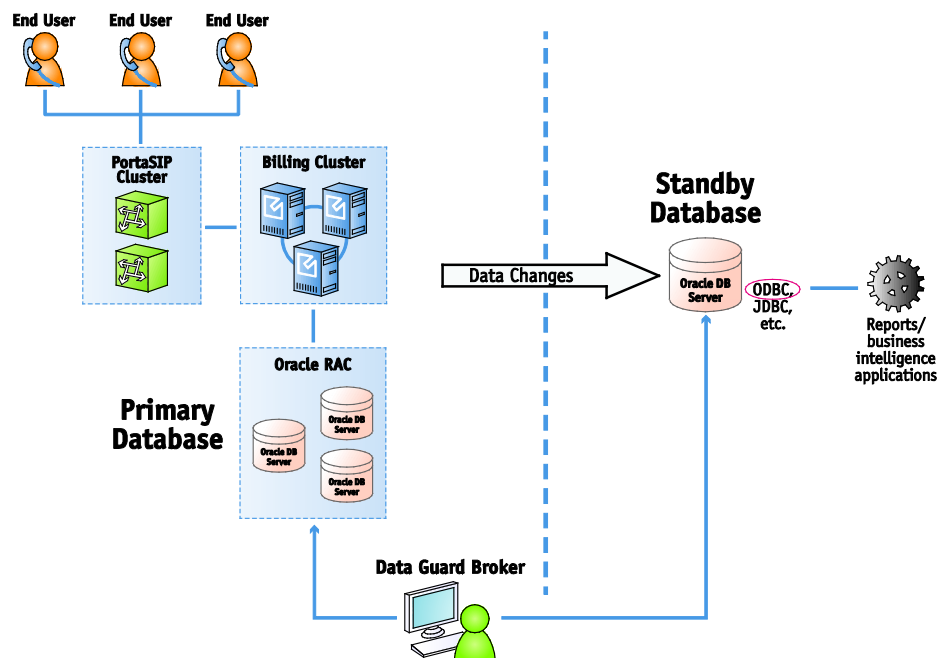 End User
End User
End User
PortaSIP
Cluster
Billing Cluster
Standby
Database
Data Changes
Oracle DB
Server
ODBC,
JDBC,
etc.
Reports/
business
intelligence
applications
Oracle RAC
Primary
Database
Oracle DB
Server
Oracle DB
Server
Oracle DB
Server
Data Guard Broker